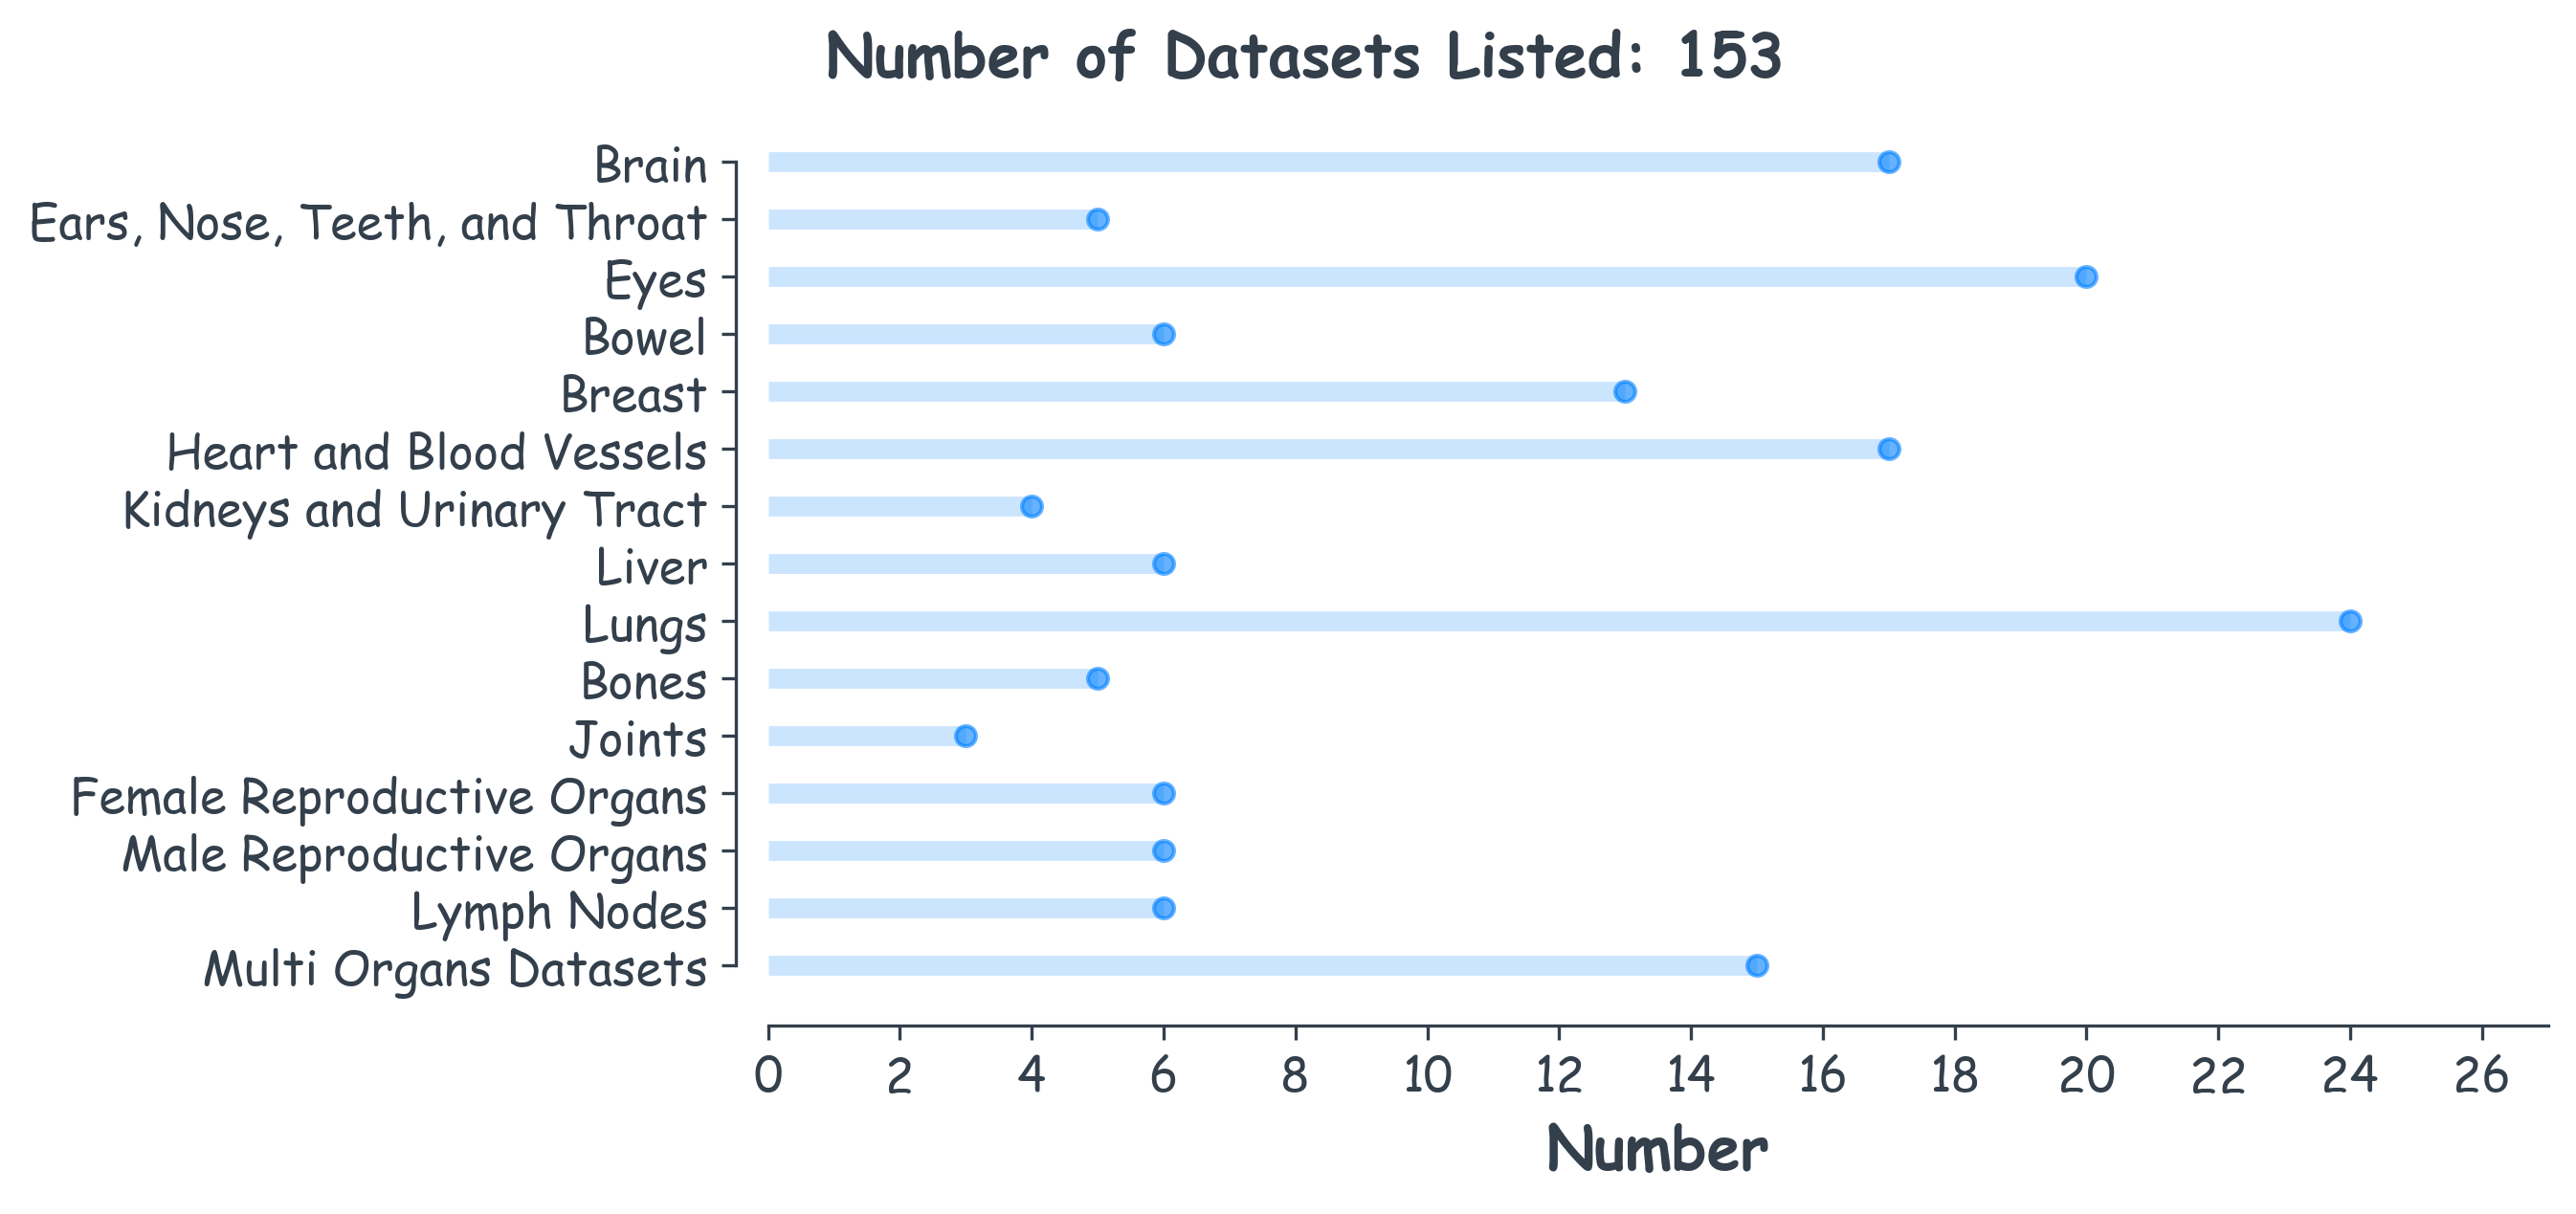 Number of Datasets Listed: 153
Brain
Ears, Nose, Teeth, and Throat
Eyes
Bowel
Breast
Heart and Blood Vessels
Kidneys and Urinary Tract
Liver
Lungs
Bones
Joints
Female Reproductive Organs
Male Reproductive Organs
Lymph Nodes
Multi Organs Datasets
0 2 4 6 8 10 12 14 16 18 20 22 24 26
Number